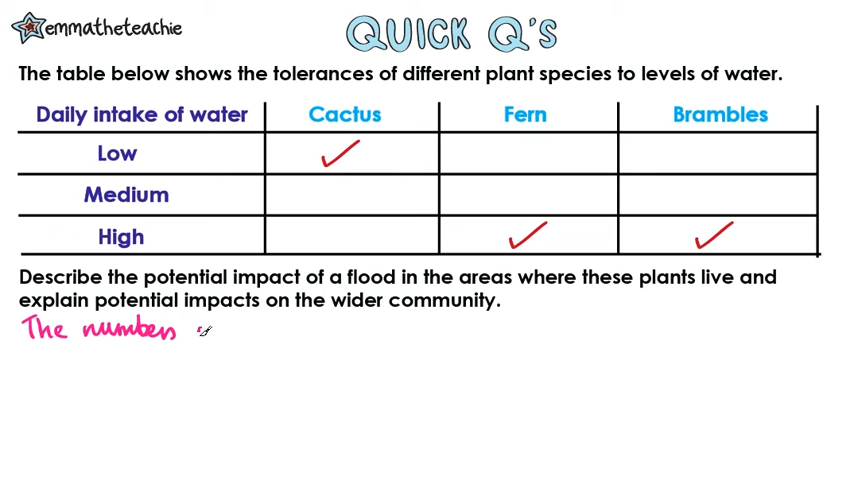 emmatheteachie
QUICK Q'S
The table below shows the tolerances of different plant species to levels of water.
Daily intake of water Cactus Fern Brambles
Low ✓
Medium
High ✓ ✓
Describe the potential impact of a flood in the areas where these plants live and
explain potential impacts on the wider community.
The numbers